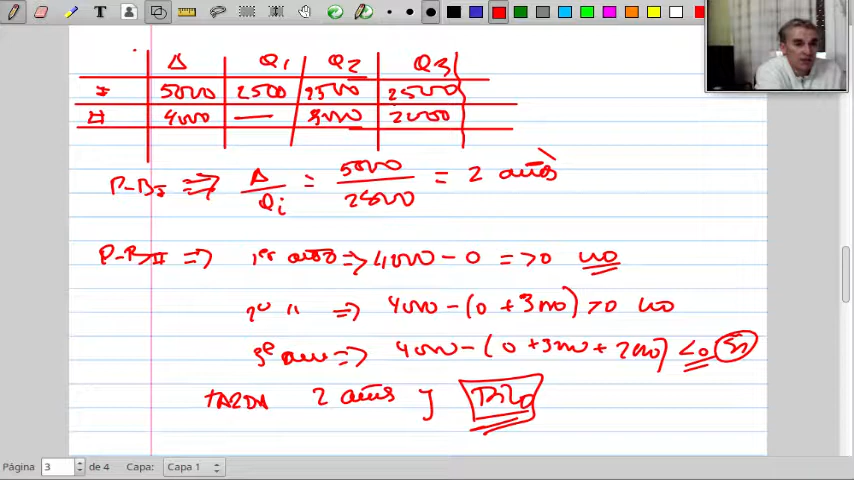 A Q1 Q2 Q3
I 5000 2500 2500 2500
II 4000 — 3000 2000
P-B I => A/Qi = 5000/2500 = 2 años
P-B II => 1er año => 4000 - 0 => 0 no
2º " => 4000 - (0 + 3000) > 0 no
3er año => 4000 - (0 + 3000 + 2000) < 0 Sí
TARDA 2 años y
Página 3 de 4 Capa: Capa 1